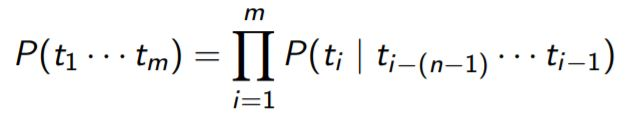 P(t₁ ··· tₘ) = ∏ᵢ₌₁ᵐ P(tᵢ | tᵢ₋₍ₙ₋₁₎ ··· tᵢ₋₁)